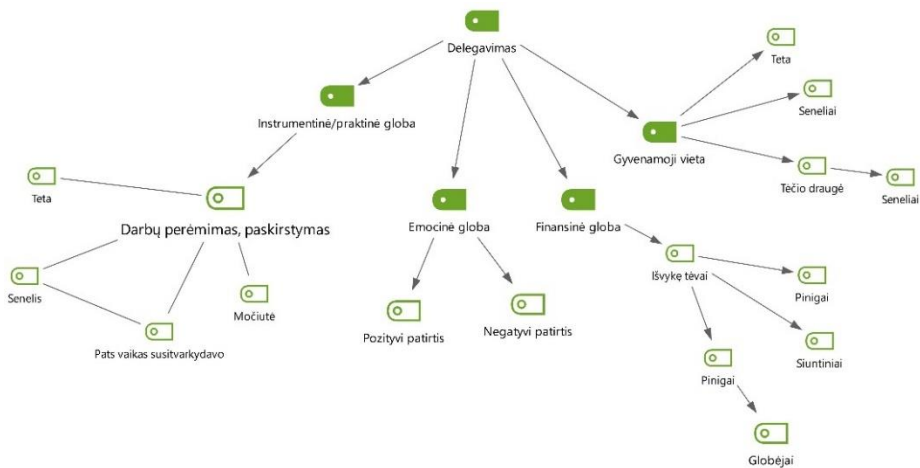 Delegavimas
Teta
Instrumentinė/praktinė globa
Seneliai
Gyvenamoji vieta
Teta
Tečio draugė
Seneliai
Darbų perėmimas, paskirstymas
Emocinė globa
Finansinė globa
Senelis
Močiutė
Išvykę tėvai
Pinigai
Pozityvi patirtis
Negatyvi patirtis
Pats vaikas susitvarkydavo
Siuntiniai
Pinigai
Globėjai